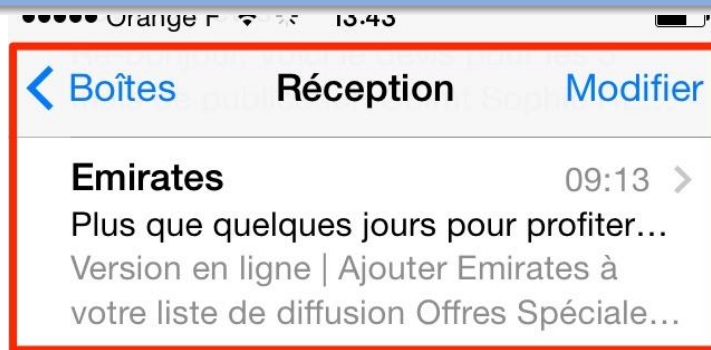 Orange F 13:43
Boîtes Réception Modifier
Emirates 09:13
Plus que quelques jours pour profiter...
Version en ligne | Ajouter Emirates à
votre liste de diffusion Offres Spéciale...